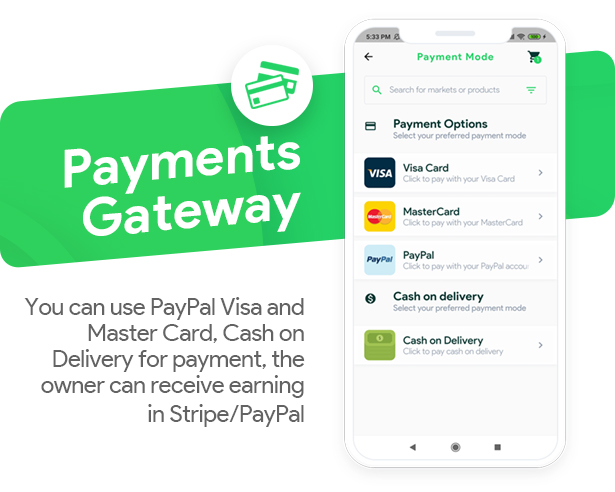 Payments
Gateway
You can use PayPal Visa and
Master Card, Cash on
Delivery for payment, the
owner can receive earning
in Stripe/PayPal
5:33 PM
Payment Mode
Search for markets or products
Payment Options
Select your preferred payment mode
VISA
Visa Card
Click to pay with your Visa Card
MasterCard
MasterCard
Click to pay with your MasterCard
PayPal
PayPal
Click to pay with your PayPal accou
Cash on delivery
Select your preferred payment mode
Cash on Delivery
Click to pay cash on delivery